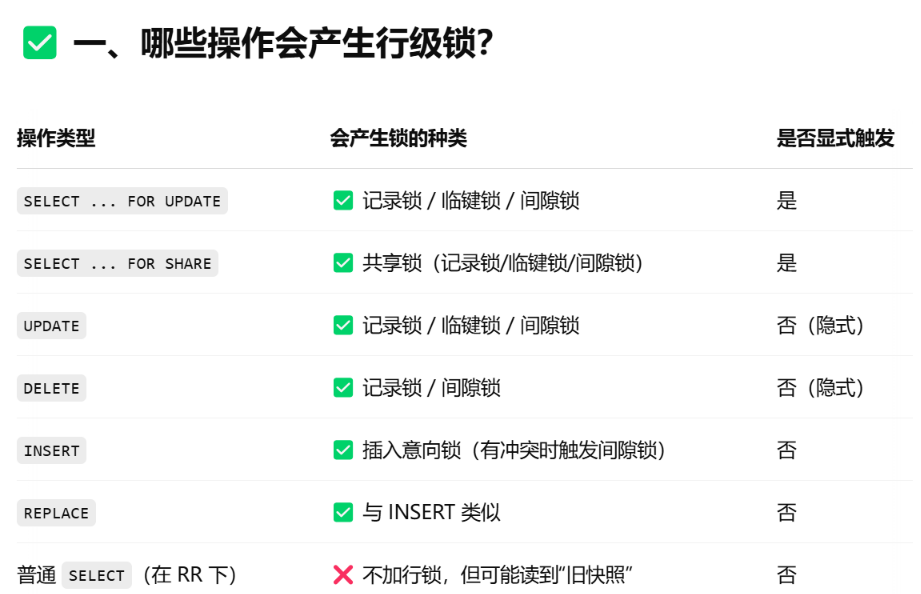 ✅ 一、哪些操作会产生行级锁？
操作类型 会产生锁的种类 是否显式触发
SELECT ... FOR UPDATE ✅ 记录锁 / 临键锁 / 间隙锁 是
SELECT ... FOR SHARE ✅ 共享锁（记录锁/临键锁/间隙锁） 是
UPDATE ✅ 记录锁 / 临键锁 / 间隙锁 否（隐式）
DELETE ✅ 记录锁 / 间隙锁 否（隐式）
INSERT ✅ 插入意向锁（有冲突时触发间隙锁） 否
REPLACE ✅ 与 INSERT 类似 否
普通 SELECT（在 RR 下） ❌ 不加行锁，但可能读到“旧快照” 否